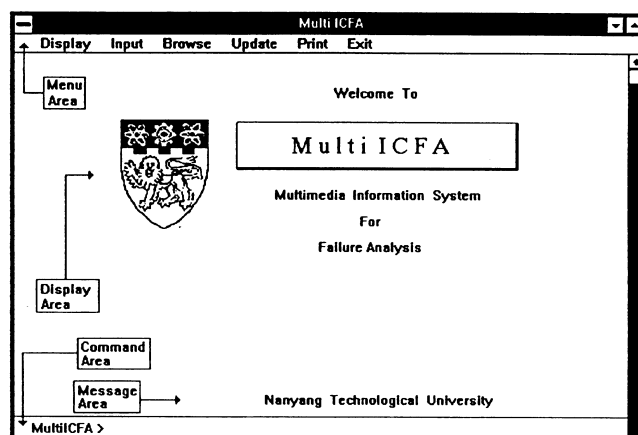 Multi ICFA
Display Input Browse Update Print Exit
Menu
Area
Welcome To
Multi ICFA
Multimedia Information System
For
Failure Analysis
Display
Area
Command
Area
Message
Area
Nanyang Technological University
MultiICFA >